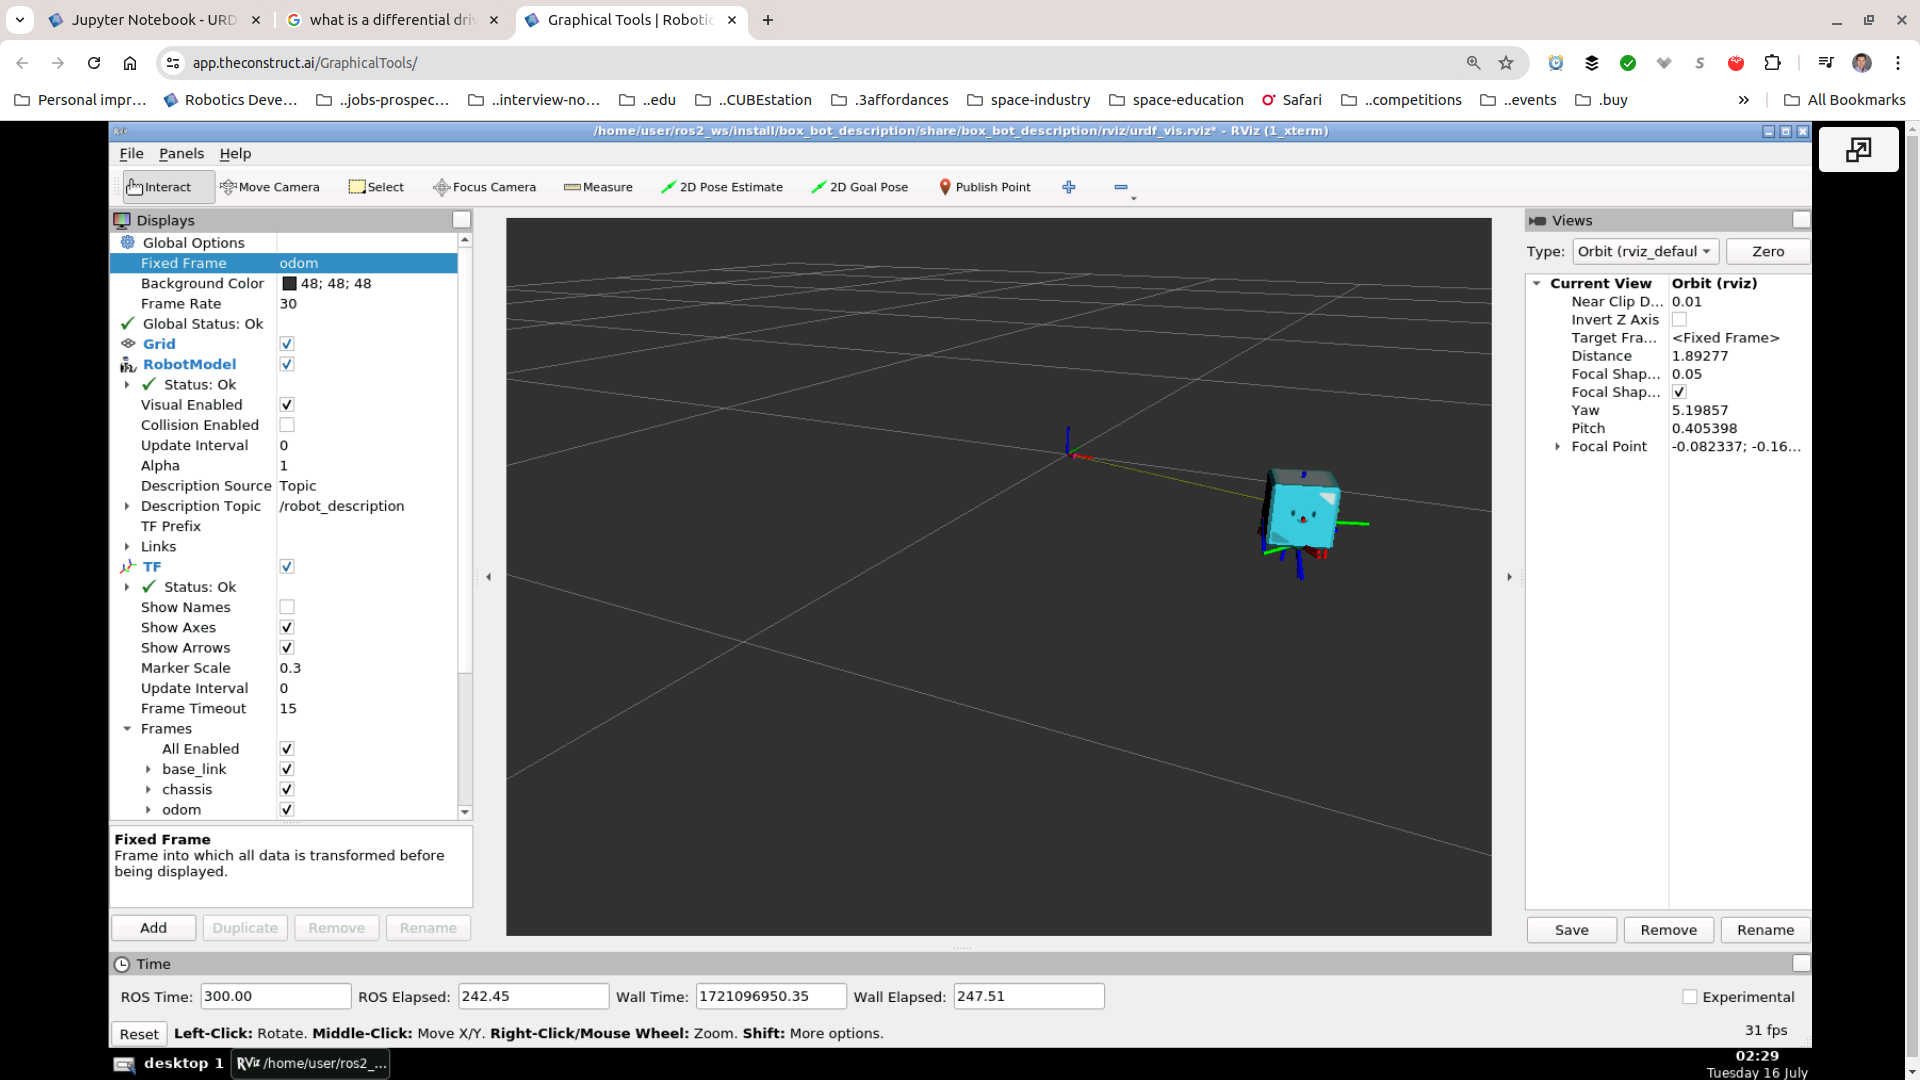 Jupyter Notebook - URD
what is a differential driv
Graphical Tools | Robotic
app.theconstruct.ai/GraphicalTools/
Personal impr... Robotics Deve... ..jobs-prospec... ..interview-no... ..edu ..CUBEstation .3affordances space-industry space-education Safari ..competitions ..events .buy » All Bookmarks
/home/user/ros2_ws/install/box_bot_description/share/box_bot_description/rviz/urdf_vis.rviz* - RViz (1_xterm)
File Panels Help
Interact Move Camera Select Focus Camera Measure 2D Pose Estimate 2D Goal Pose Publish Point
Displays
Global Options
Fixed Frame odom
Background Color 48; 48; 48
Frame Rate 30
Global Status: Ok
Grid
RobotModel
Status: Ok
Visual Enabled
Collision Enabled
Update Interval 0
Alpha 1
Description Source Topic
Description Topic /robot_description
TF Prefix
Links
TF
Status: Ok
Show Names
Show Axes
Show Arrows
Marker Scale 0.3
Update Interval 0
Frame Timeout 15
Frames
All Enabled
base_link
chassis
odom
Fixed Frame
Frame into which all data is transformed before
being displayed.
Add Duplicate Remove Rename
Views
Type: Orbit (rviz_defaul Zero
Current View Orbit (rviz)
Near Clip D... 0.01
Invert Z Axis
Target Fra... <Fixed Frame>
Distance 1.89277
Focal Shap... 0.05
Focal Shap...
Yaw 5.19857
Pitch 0.405398
Focal Point -0.082337; -0.16...
Save Remove Rename
Time
ROS Time: 300.00 ROS Elapsed: 242.45 Wall Time: 1721096950.35 Wall Elapsed: 247.51 Experimental
Reset Left-Click: Rotate. Middle-Click: Move X/Y. Right-Click/Mouse Wheel: Zoom. Shift: More options. 31 fps
desktop 1 RViz /home/user/ros2_...
02:29
Tuesday 16 July